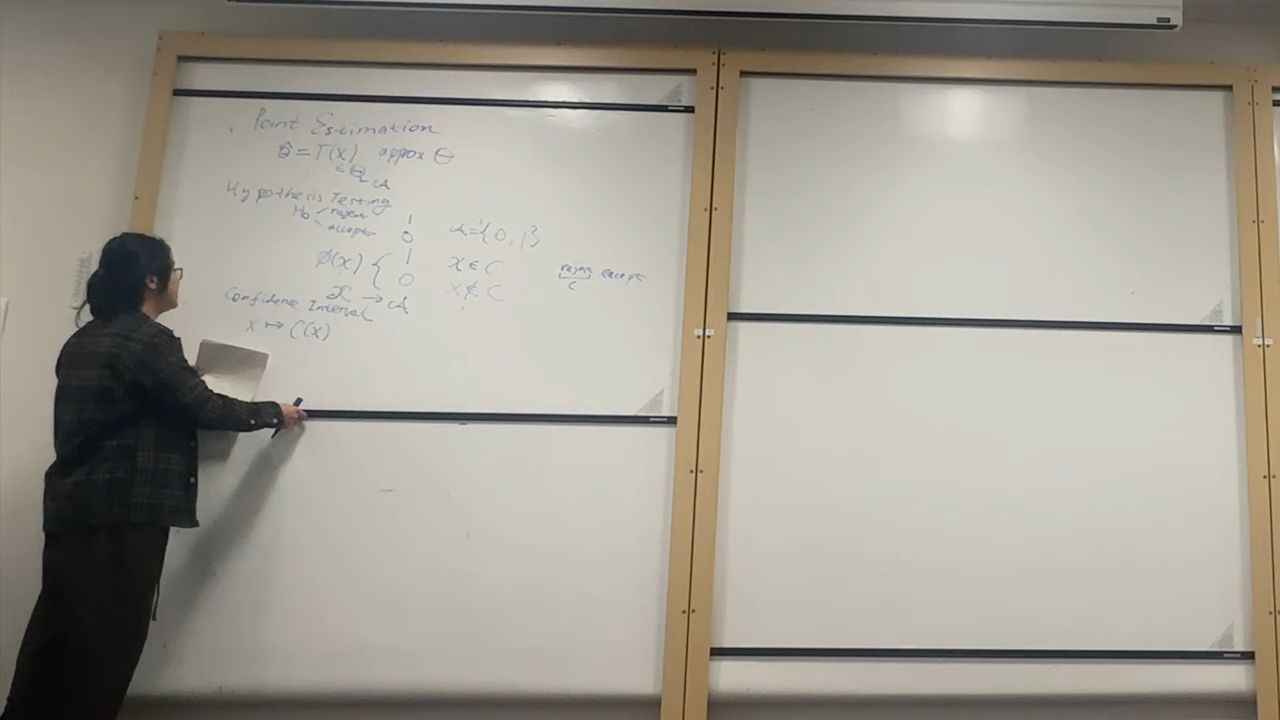 Point Estimation
θ̂ = T(x) approx θ
∈ Θ, 𝒜
Hypothesis Testing
H₀ reject 1
accept 0 𝒜 = {0, 1}
ϕ(x) { 1 x ∈ C
0 x ∉ C
reject accept
C
𝒳 → 𝒜
Confidence Interval
x ↦ C(x)